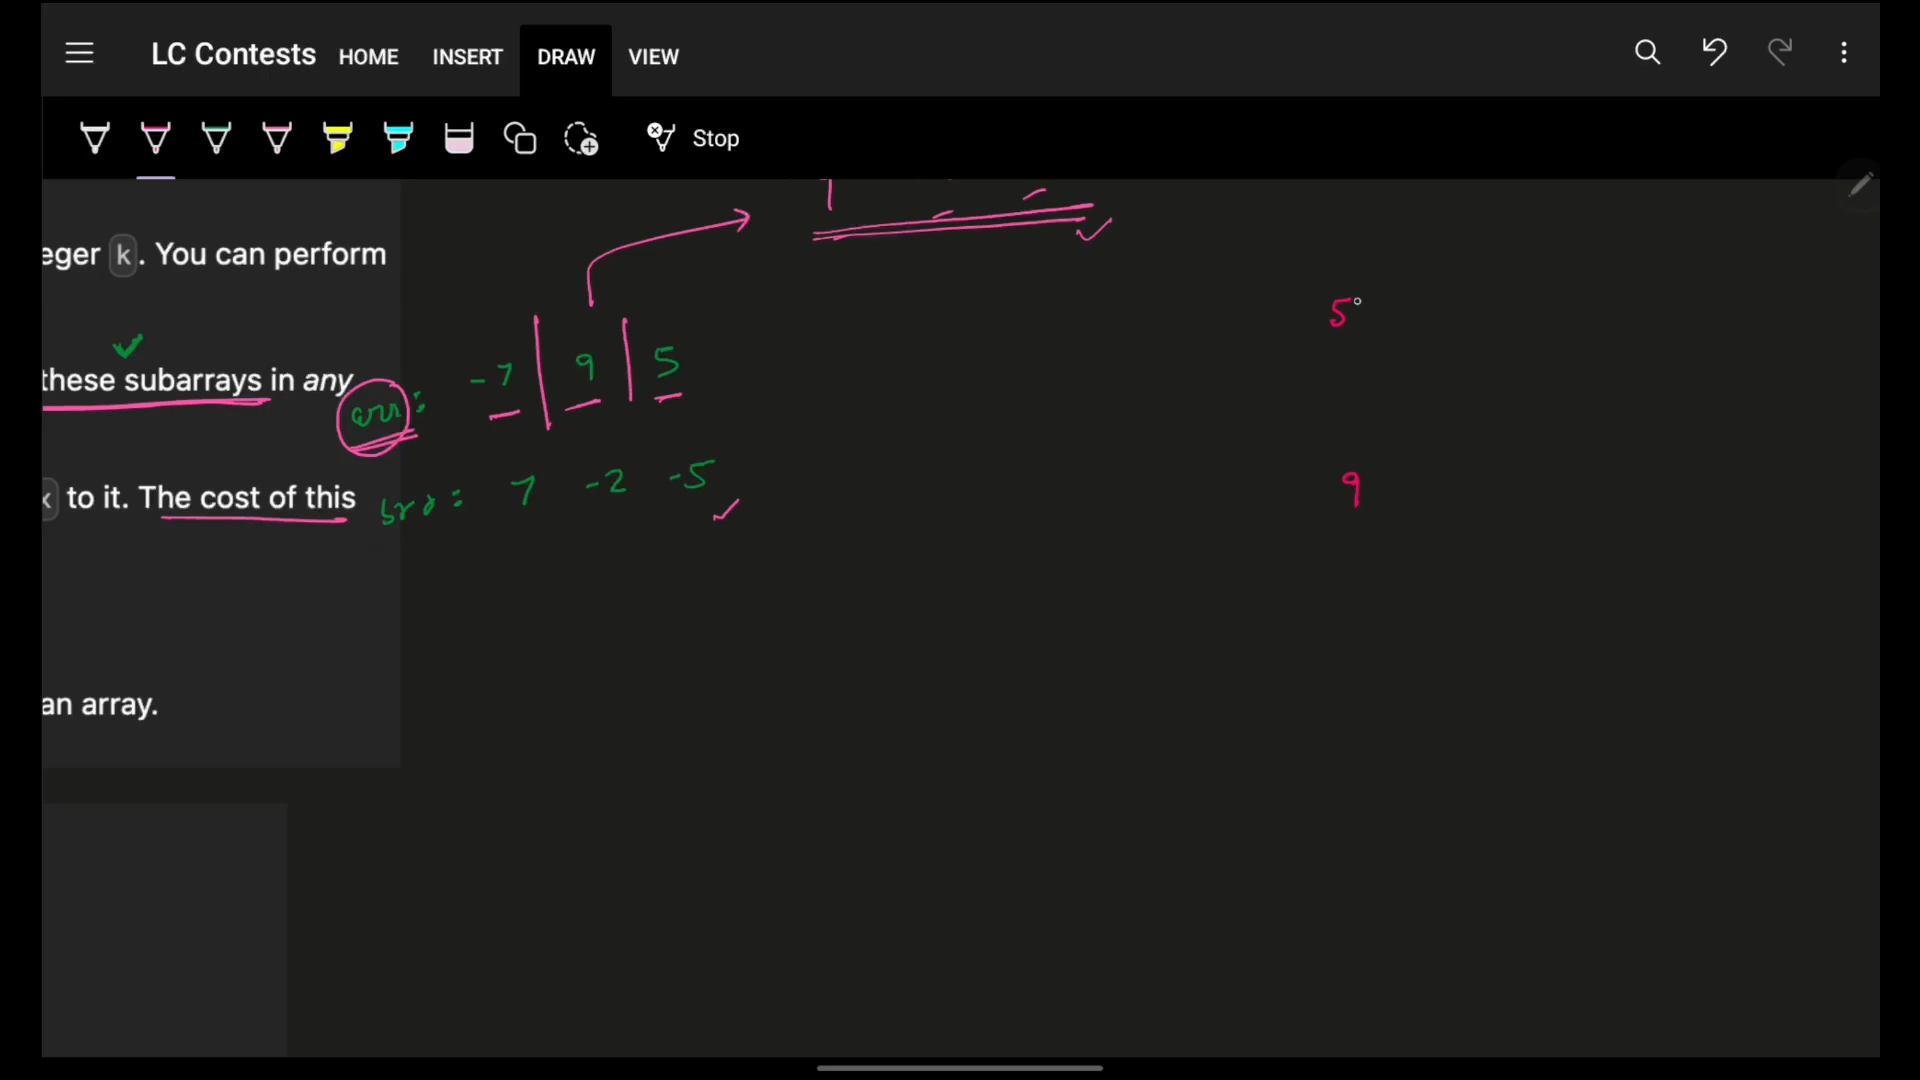 LC Contests HOME INSERT DRAW VIEW
Stop
eger k. You can perform
5
these subarrays in any
arr: -7 9 5
x to it. The cost of this
brr: 7 -2 -5
9
an array.